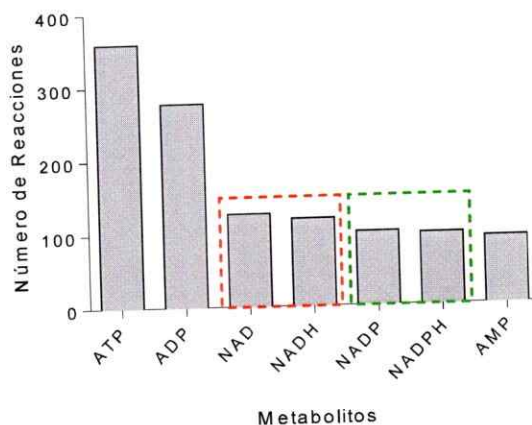 Número de Reacciones
400
300
200
100
0
ATP
ADP
NAD
NADH
NADP
NADPH
AMP
Metabolitos